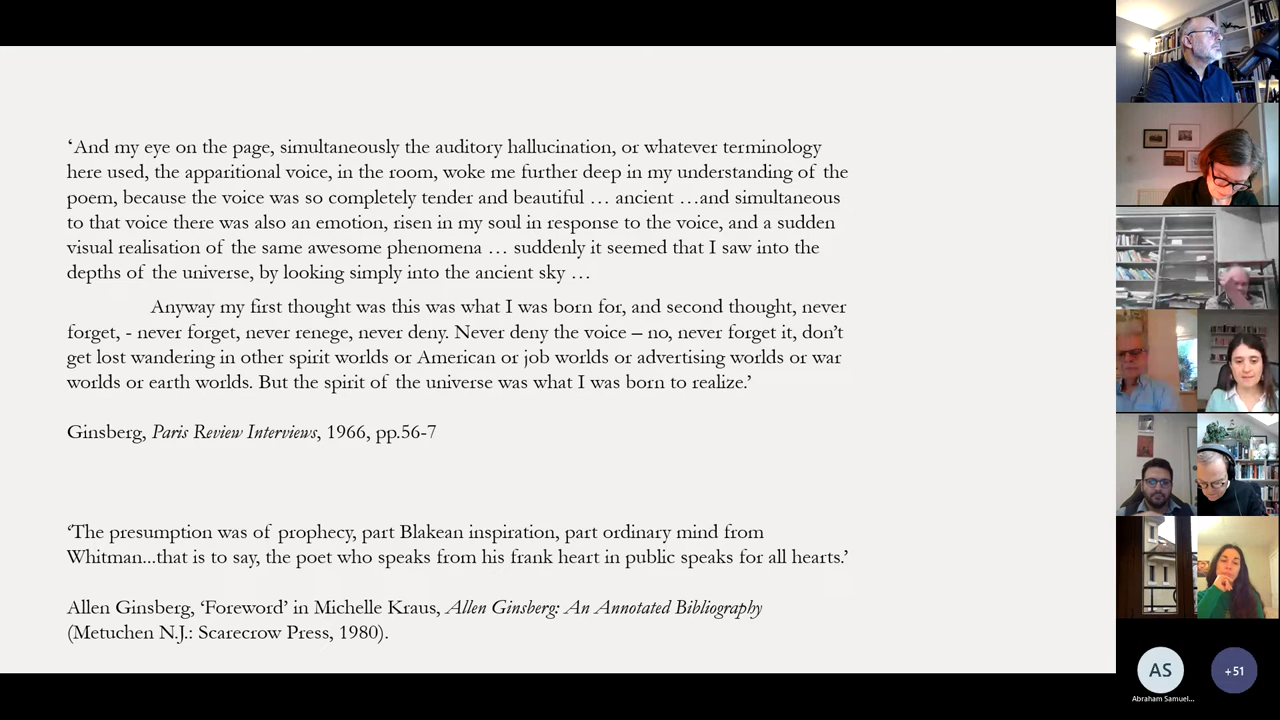 ‘And my eye on the page, simultaneously the auditory hallucination, or whatever terminology
here used, the apparitional voice, in the room, woke me further deep in my understanding of the
poem, because the voice was so completely tender and beautiful … ancient …and simultaneous
to that voice there was also an emotion, risen in my soul in response to the voice, and a sudden
visual realisation of the same awesome phenomena … suddenly it seemed that I saw into the
depths of the universe, by looking simply into the ancient sky …
Anyway my first thought was this was what I was born for, and second thought, never
forget, - never forget, never renege, never deny. Never deny the voice – no, never forget it, don’t
get lost wandering in other spirit worlds or American or job worlds or advertising worlds or war
worlds or earth worlds. But the spirit of the universe was what I was born to realize.’
Ginsberg, Paris Review Interviews, 1966, pp.56-7
‘The presumption was of prophecy, part Blakean inspiration, part ordinary mind from
Whitman...that is to say, the poet who speaks from his frank heart in public speaks for all hearts.’
Allen Ginsberg, ‘Foreword’ in Michelle Kraus, Allen Ginsberg: An Annotated Bibliography
(Metuchen N.J.: Scarecrow Press, 1980).
AS
+51
Abraham Samuel...